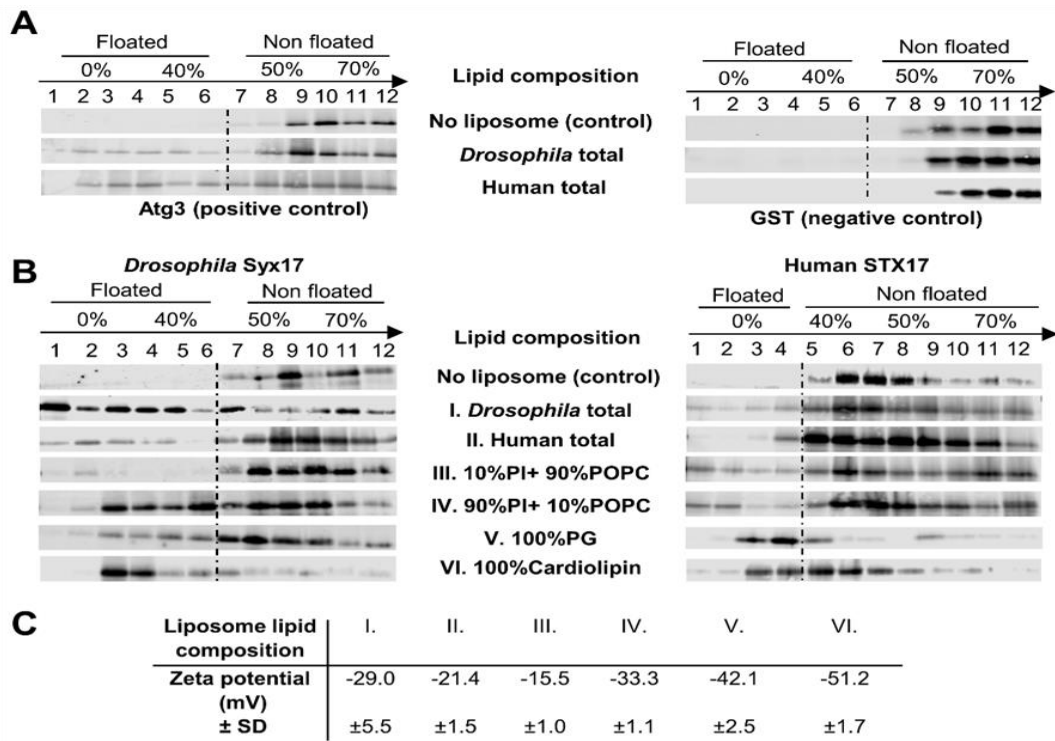 A
Floated Non floated
0% 40% 50% 70%
1 2 3 4 5 6 7 8 9 10 11 12
Atg3 (positive control)
Lipid composition
No liposome (control)
Drosophila total
Human total
Floated Non floated
0% 40% 50% 70%
1 2 3 4 5 6 7 8 9 10 11 12
GST (negative control)
B
Drosophila Syx17
Floated Non floated
0% 40% 50% 70%
1 2 3 4 5 6 7 8 9 10 11 12
Lipid composition
No liposome (control)
I. Drosophila total
II. Human total
III. 10%PI+ 90%POPC
IV. 90%PI+ 10%POPC
V. 100%PG
VI. 100%Cardiolipin
Human STX17
Floated Non floated
0% 40% 50% 70%
1 2 3 4 5 6 7 8 9 10 11 12
C
Liposome lipid I. II. III. IV. V. VI.
composition
Zeta potential -29.0 -21.4 -15.5 -33.3 -42.1 -51.2
(mV)
± SD ±5.5 ±1.5 ±1.0 ±1.1 ±2.5 ±1.7